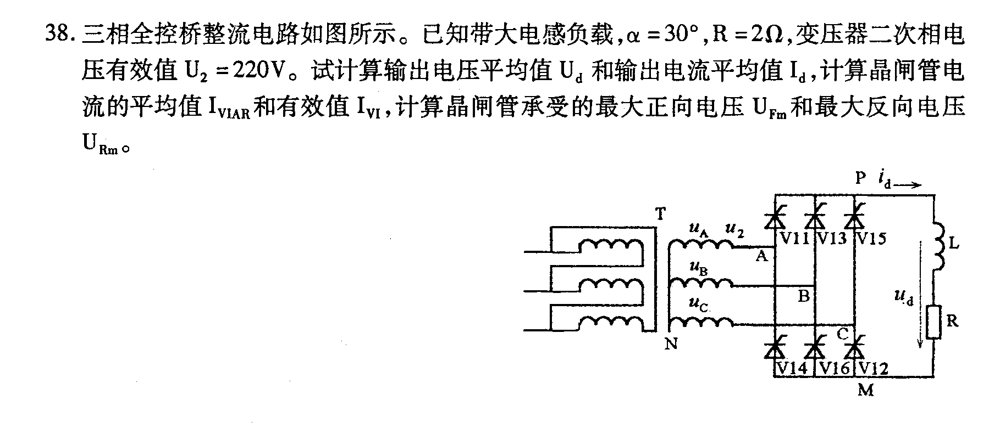 38. 三相全控桥整流电路如图所示。已知带大电感负载,α = 30°,R = 2Ω,变压器二次相电
压有效值 U₂ = 220V。试计算输出电压平均值 U_d 和输出电流平均值 I_d,计算晶闸管电
流的平均值 I_VIAR 和有效值 I_VI,计算晶闸管承受的最大正向电压 U_Fm 和最大反向电压
U_Rm。
P i_d
T
u_A u₂
V11 V13 V15
A
L
u_B
B
u_d
u_C
C
R
N
V14 V16 V12
M